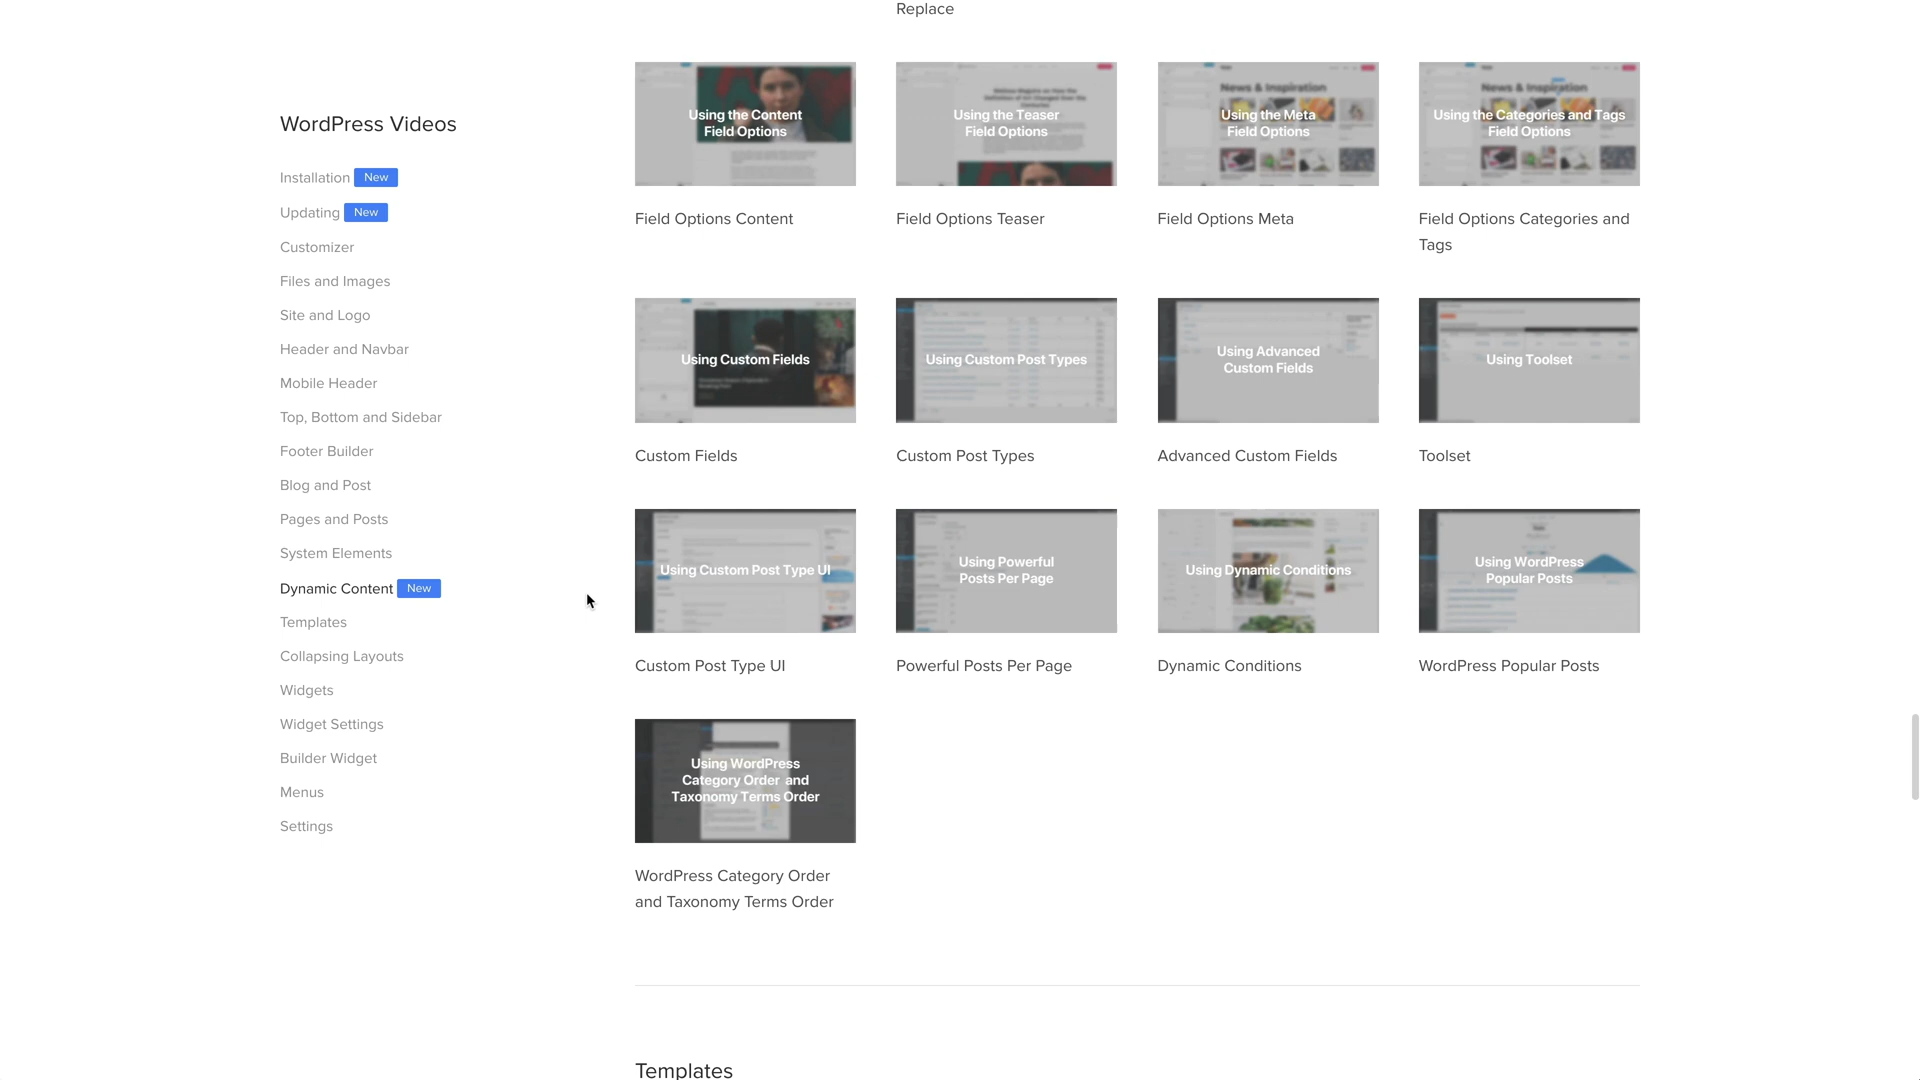 Replace
WordPress Videos
Installation New
Updating New
Customizer
Files and Images
Site and Logo
Header and Navbar
Mobile Header
Top, Bottom and Sidebar
Footer Builder
Blog and Post
Pages and Posts
System Elements
Dynamic Content New
Templates
Collapsing Layouts
Widgets
Widget Settings
Builder Widget
Menus
Settings
Using the Content
Field Options
Field Options Content
Using the Teaser
Field Options
Field Options Teaser
News & Inspiration
Using the Meta
Field Options
Field Options Meta
News & Inspiration
Using the Categories and Tags
Field Options
Field Options Categories and
Tags
Using Custom Fields
Custom Fields
Using Custom Post Types
Custom Post Types
Using Advanced
Custom Fields
Advanced Custom Fields
Using Toolset
Toolset
Using Custom Post Type UI
Custom Post Type UI
Using Powerful
Posts Per Page
Powerful Posts Per Page
Using Dynamic Conditions
Dynamic Conditions
Using WordPress
Popular Posts
WordPress Popular Posts
Using WordPress
Category Order and
Taxonomy Terms Order
WordPress Category Order
and Taxonomy Terms Order
Templates